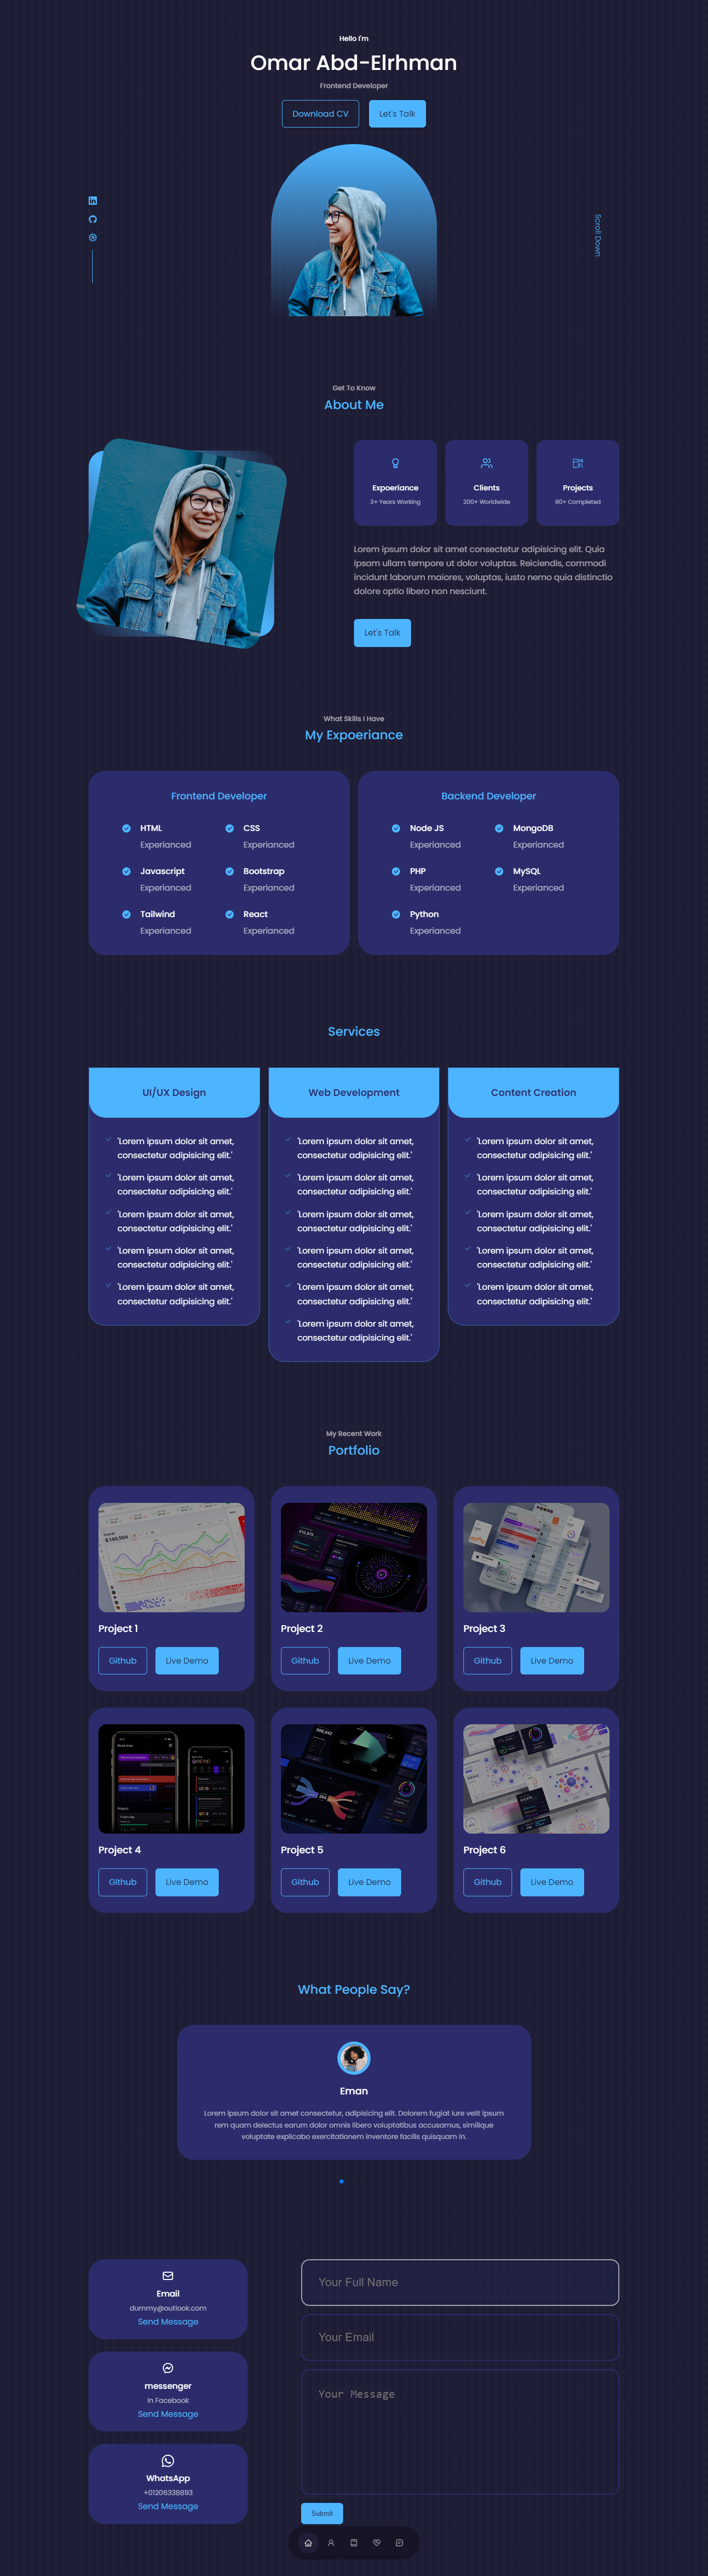 Hello I'm
Omar Abd-Elrhman
Frontend Developer
Download CV
Let's Talk
Scroll Down
Get To Know
About Me
Expoeriance
3+ Years Working
Clients
200+ Worldwide
Projects
80+ Completed
Lorem ipsum dolor sit amet consectetur adipisicing elit. Quia
ipsam ullam tempore ut dolor voluptas. Reiciendis, commodi
incidunt laborum maiores, voluptas, iusto nemo quia distinctio
dolore optio libero non nesciunt.
Let's Talk
What Skills I Have
My Expoeriance
Frontend Developer
HTML
Experianced
CSS
Experianced
Javascript
Experianced
Bootstrap
Experianced
Tailwind
Experianced
React
Experianced
Backend Developer
Node JS
Experianced
MongoDB
Experianced
PHP
Experianced
MySQL
Experianced
Python
Experianced
Services
UI/UX Design
'Lorem ipsum dolor sit amet,
consectetur adipisicing elit.'
'Lorem ipsum dolor sit amet,
consectetur adipisicing elit.'
'Lorem ipsum dolor sit amet,
consectetur adipisicing elit.'
'Lorem ipsum dolor sit amet,
consectetur adipisicing elit.'
'Lorem ipsum dolor sit amet,
consectetur adipisicing elit.'
Web Development
'Lorem ipsum dolor sit amet,
consectetur adipisicing elit.'
'Lorem ipsum dolor sit amet,
consectetur adipisicing elit.'
'Lorem ipsum dolor sit amet,
consectetur adipisicing elit.'
'Lorem ipsum dolor sit amet,
consectetur adipisicing elit.'
'Lorem ipsum dolor sit amet,
consectetur adipisicing elit.'
'Lorem ipsum dolor sit amet,
consectetur adipisicing elit.'
Content Creation
'Lorem ipsum dolor sit amet,
consectetur adipisicing elit.'
'Lorem ipsum dolor sit amet,
consectetur adipisicing elit.'
'Lorem ipsum dolor sit amet,
consectetur adipisicing elit.'
'Lorem ipsum dolor sit amet,
consectetur adipisicing elit.'
'Lorem ipsum dolor sit amet,
consectetur adipisicing elit.'
My Recent Work
Portfolio
Project 1
Github
Live Demo
Project 2
Github
Live Demo
Project 3
Github
Live Demo
Project 4
Github
Live Demo
Project 5
Github
Live Demo
Project 6
Github
Live Demo
What People Say?
Eman
Lorem ipsum dolor sit amet consectetur, adipisicing elit. Dolorem fugiat iure velit ipsum
rem quam delectus earum dolor omnis libero voluptatibus accusamus, similique
voluptate explicabo exercitationem inventore facilis quisquam in.
Email
dummy@outlook.com
Send Message
messenger
In Facebook
Send Message
WhatsApp
+01206338893
Send Message
Your Full Name
Your Email
Your Message
Submit